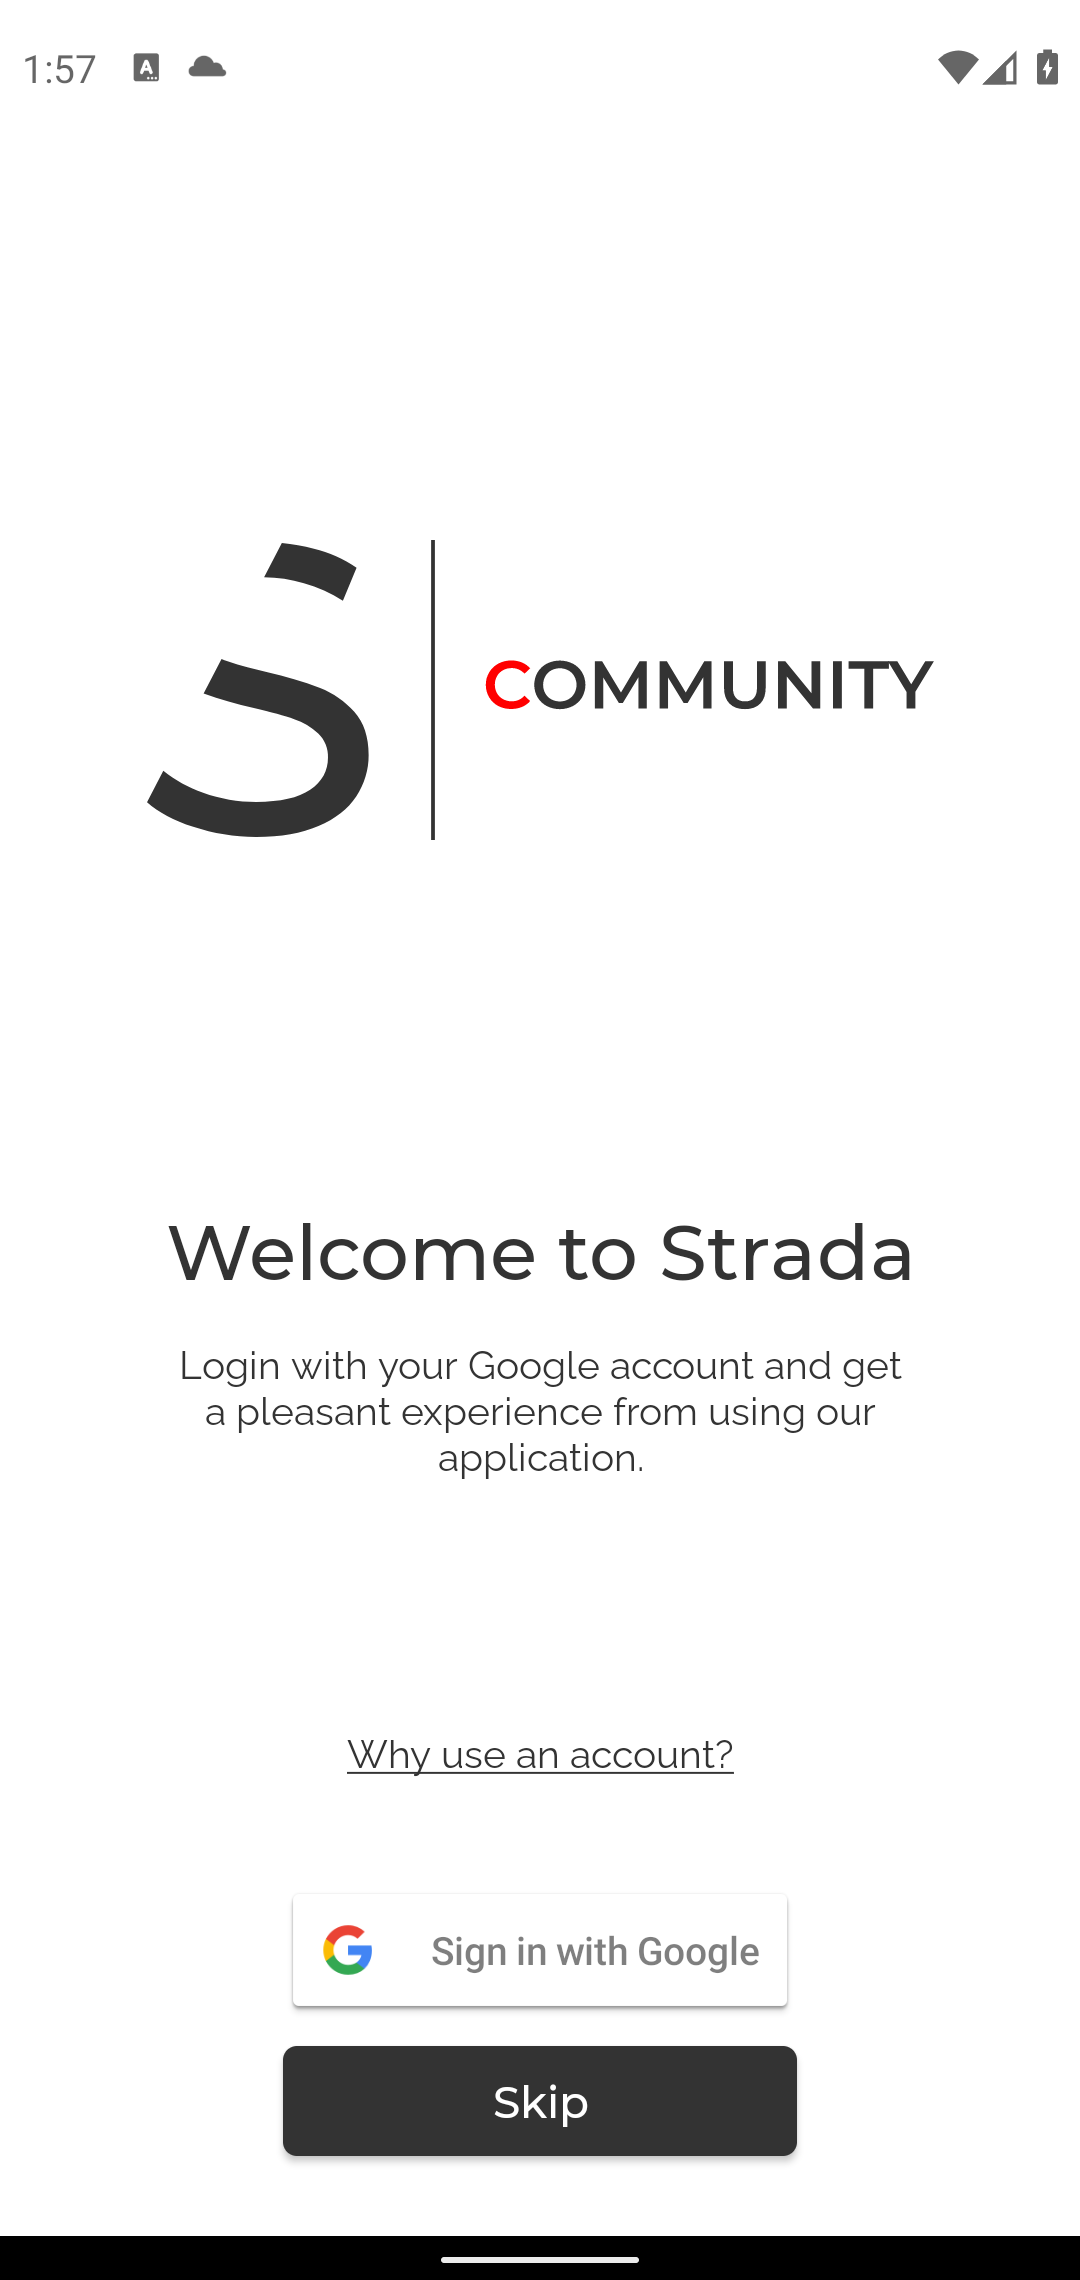 1:57
COMMUNITY
Welcome to Strada
Login with your Google account and get
a pleasant experience from using our
application.
Why use an account?
Sign in with Google
Skip